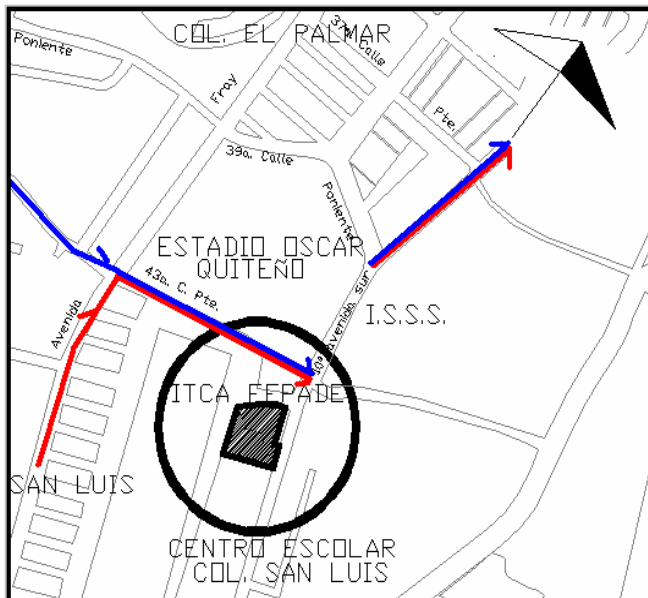 COL. EL PALMAR
37a. Calle
Poniente
Fray
Pte.
39a. Calle
Poniente
ESTADIO OSCAR
QUITEÑO
43a. C. Pte.
Avenida
10ª avenida sur
I.S.S.S.
ITCA FEPADE
SAN LUIS
CENTRO ESCOLAR
COL. SAN LUIS